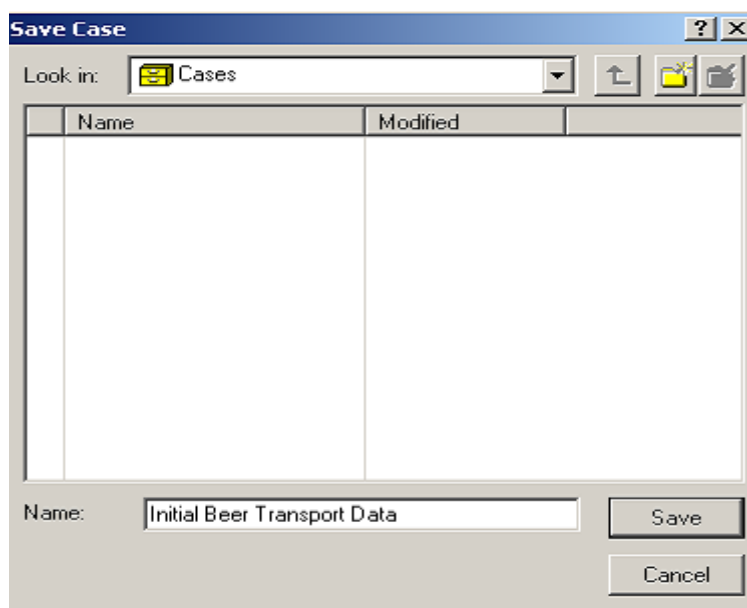 Save Case
Look in: Cases
Name Modified
Name: Initial Beer Transport Data
Save
Cancel